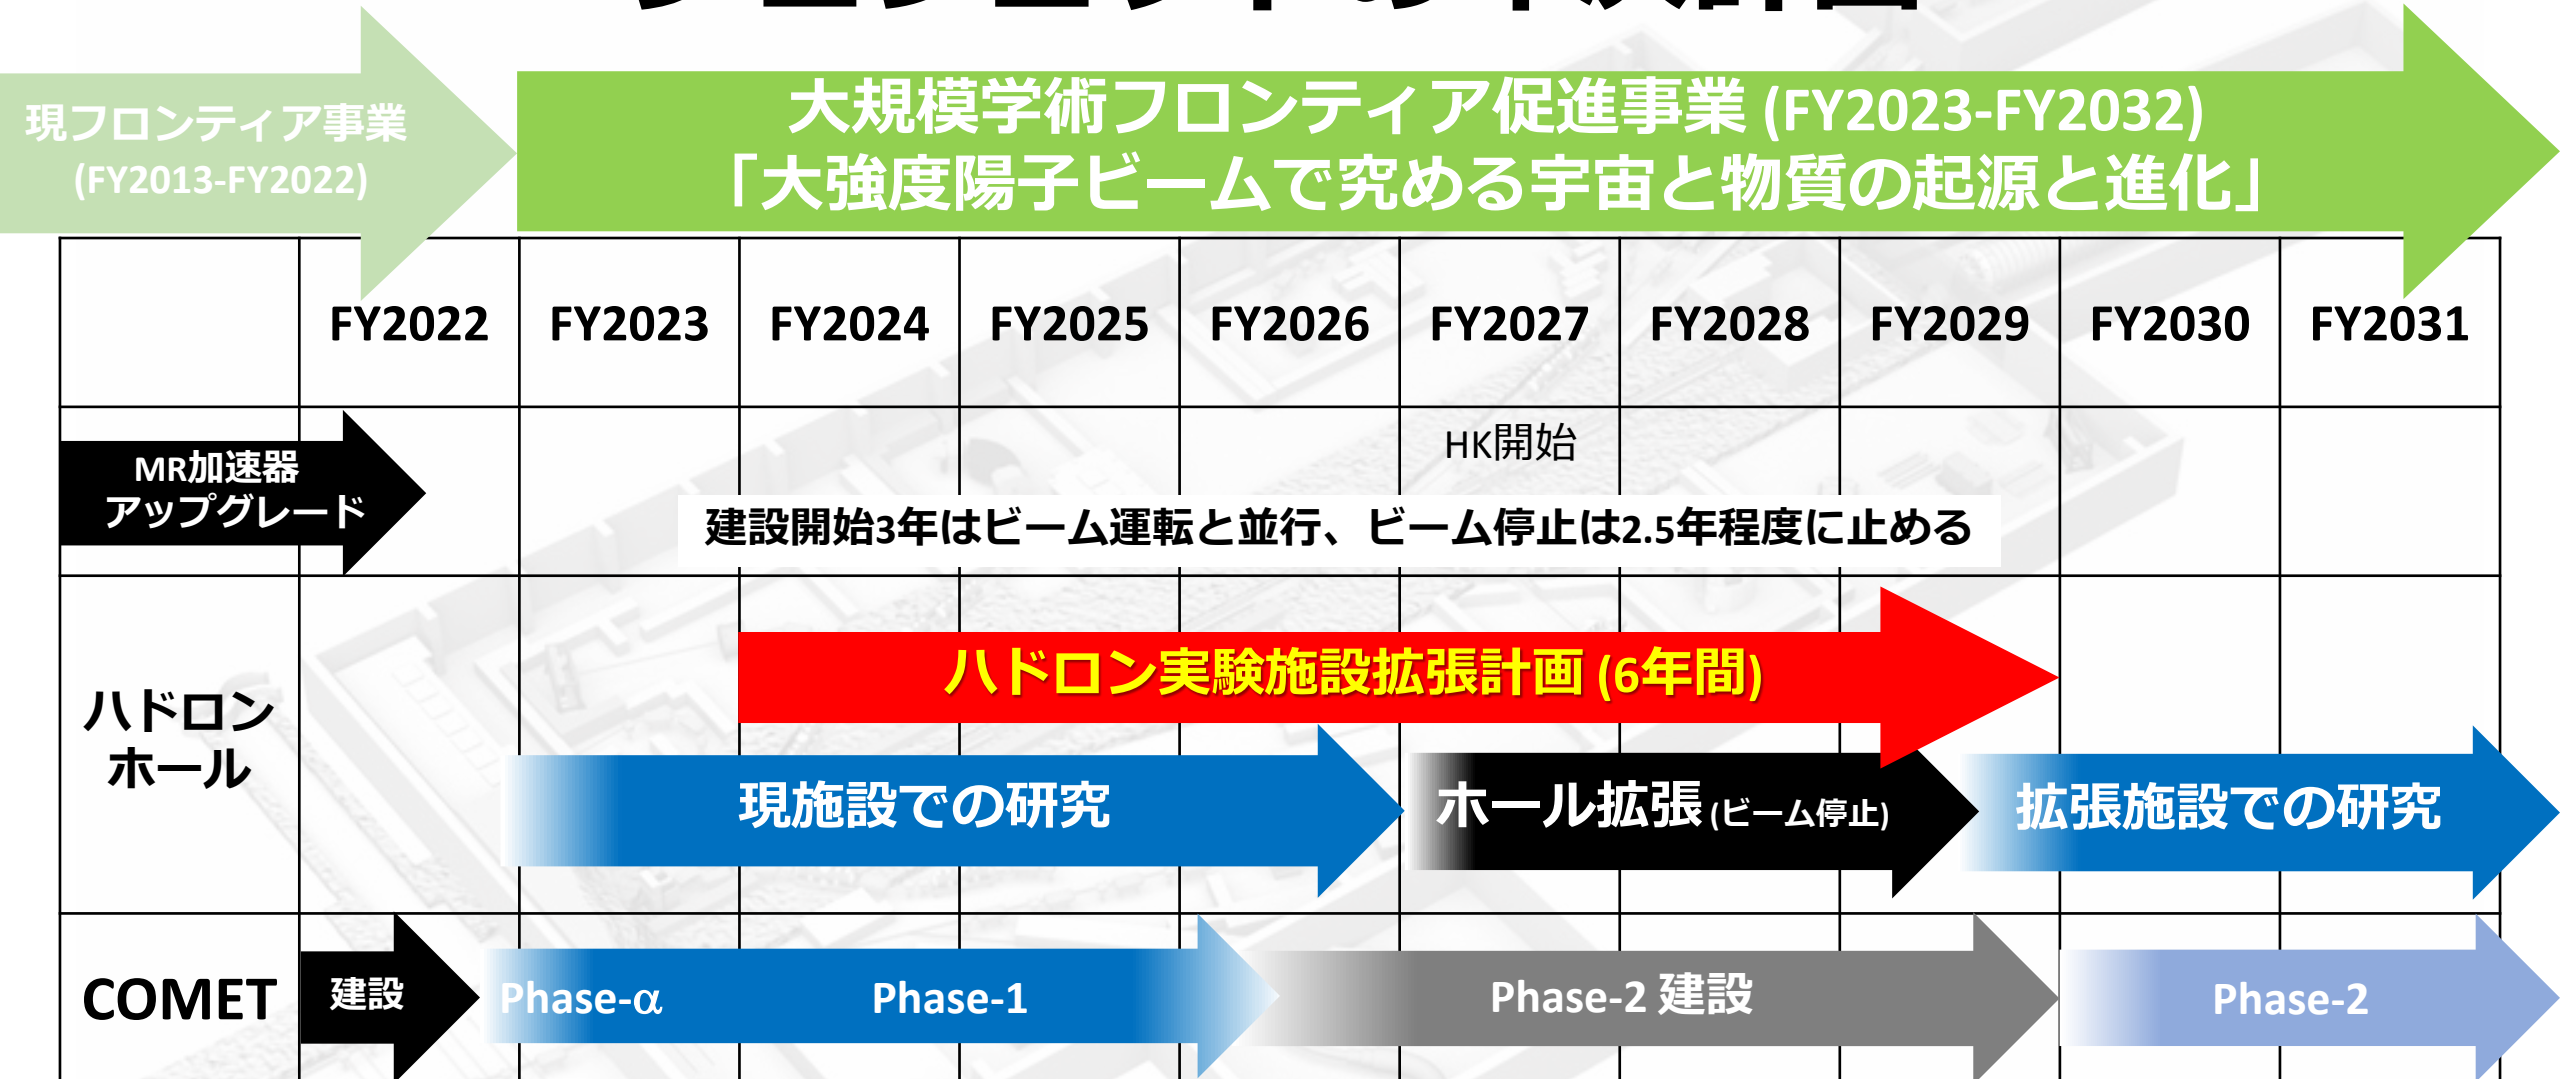 現フロンティア事業
(FY2013-FY2022)
大規模学術フロンティア促進事業 (FY2023-FY2032)
「大強度陽子ビームで究める宇宙と物質の起源と進化」
FY2022 FY2023 FY2024 FY2025 FY2026 FY2027 FY2028 FY2029 FY2030 FY2031
MR加速器
アップグレード
HK開始
建設開始3年はビーム運転と並行、ビーム停止は2.5年程度に止める
ハドロン
ホール
ハドロン実験施設拡張計画 (6年間)
現施設での研究
ホール拡張 (ビーム停止)
拡張施設での研究
COMET
建設
Phase-α
Phase-1
Phase-2 建設
Phase-2